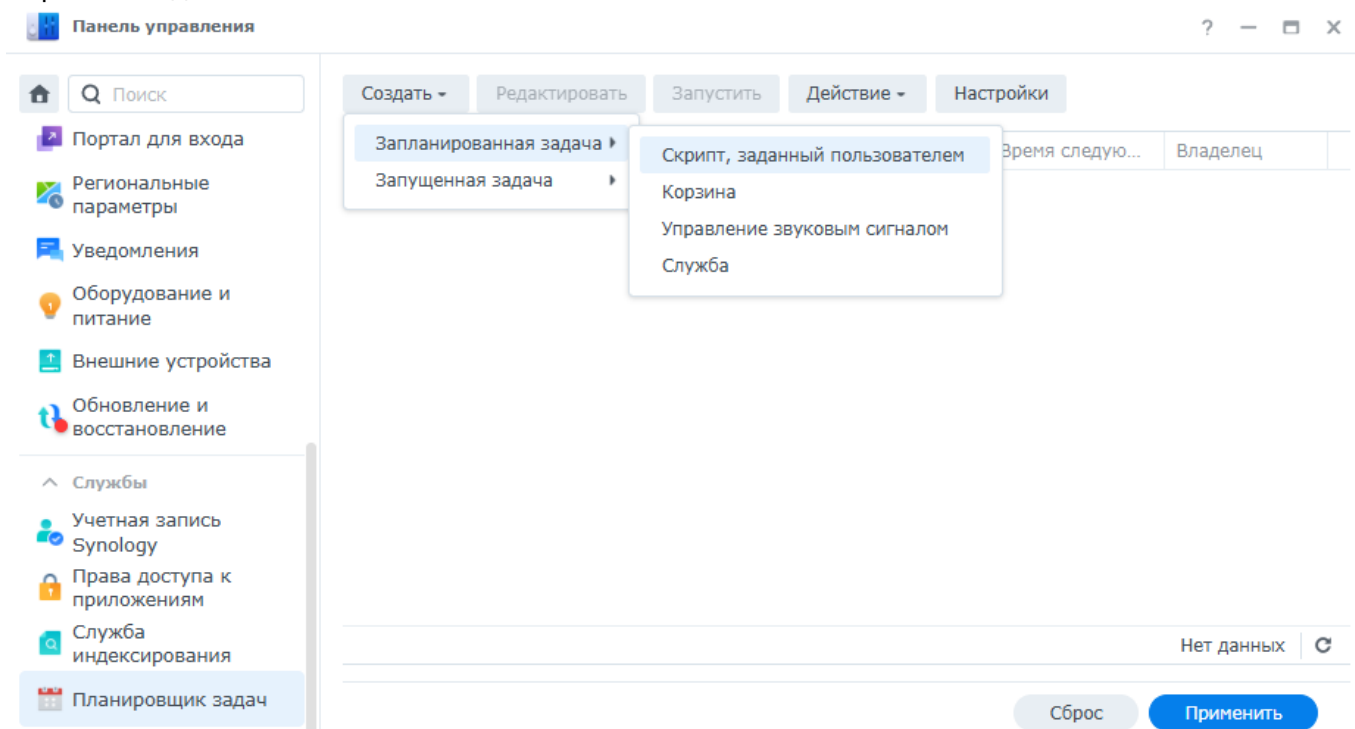 Панель управления
?
Поиск
Создать
Редактировать
Запустить
Действие
Настройки
Портал для входа
Региональные
параметры
Уведомления
Оборудование и
питание
Внешние устройства
Обновление и
восстановление
Службы
Учетная запись
Synology
Права доступа к
приложениям
Служба
индексирования
Планировщик задач
Запланированная задача
Запущенная задача
Скрипт, заданный пользователем
Корзина
Управление звуковым сигналом
Служба
Время следую...
Владелец
Нет данных
Сброс
Применить